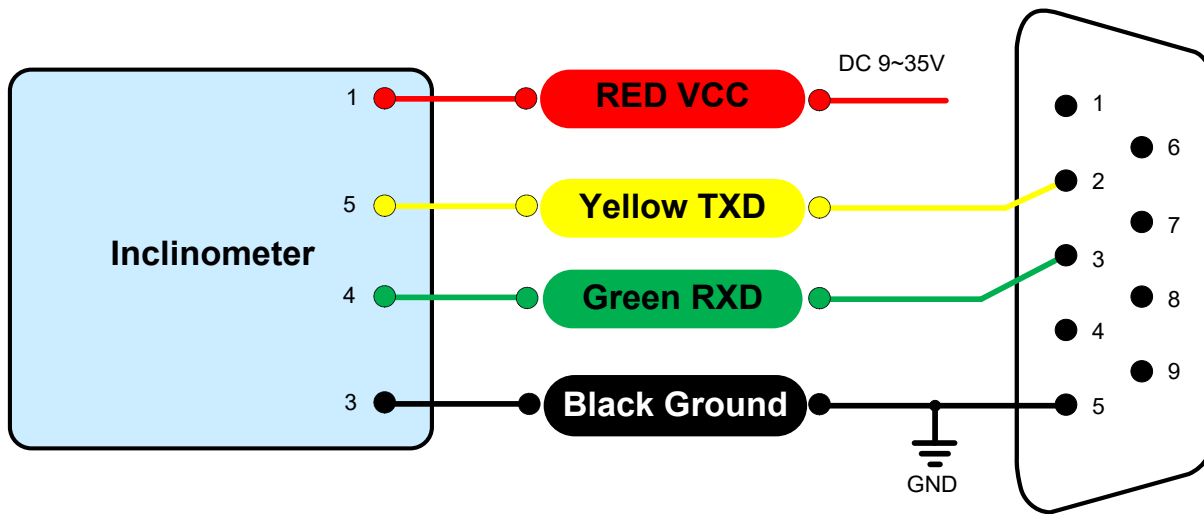 DC 9~35V
1
RED VCC
1
6
5
Yellow TXD
2
Inclinometer
7
4
Green RXD
3
8
4
9
3
Black Ground
5
GND